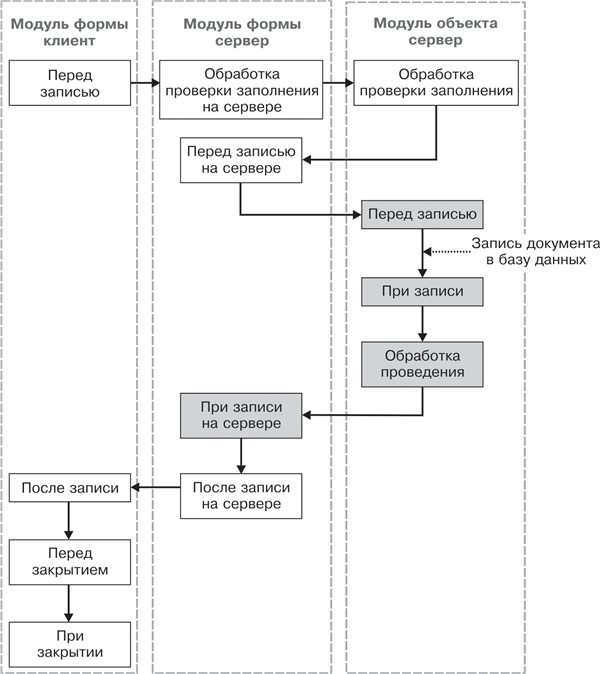 Модуль формы
клиент
Модуль формы
сервер
Модуль объекта
сервер
Перед
записью
Обработка
проверки заполнения
на сервере
Обработка
проверки заполнения
Перед записью
на сервере
Перед записью
Запись документа
в базу данных
При записи
Обработка
проведения
При записи
на сервере
После записи
После записи
на сервере
Перед
закрытием
При
закрытии